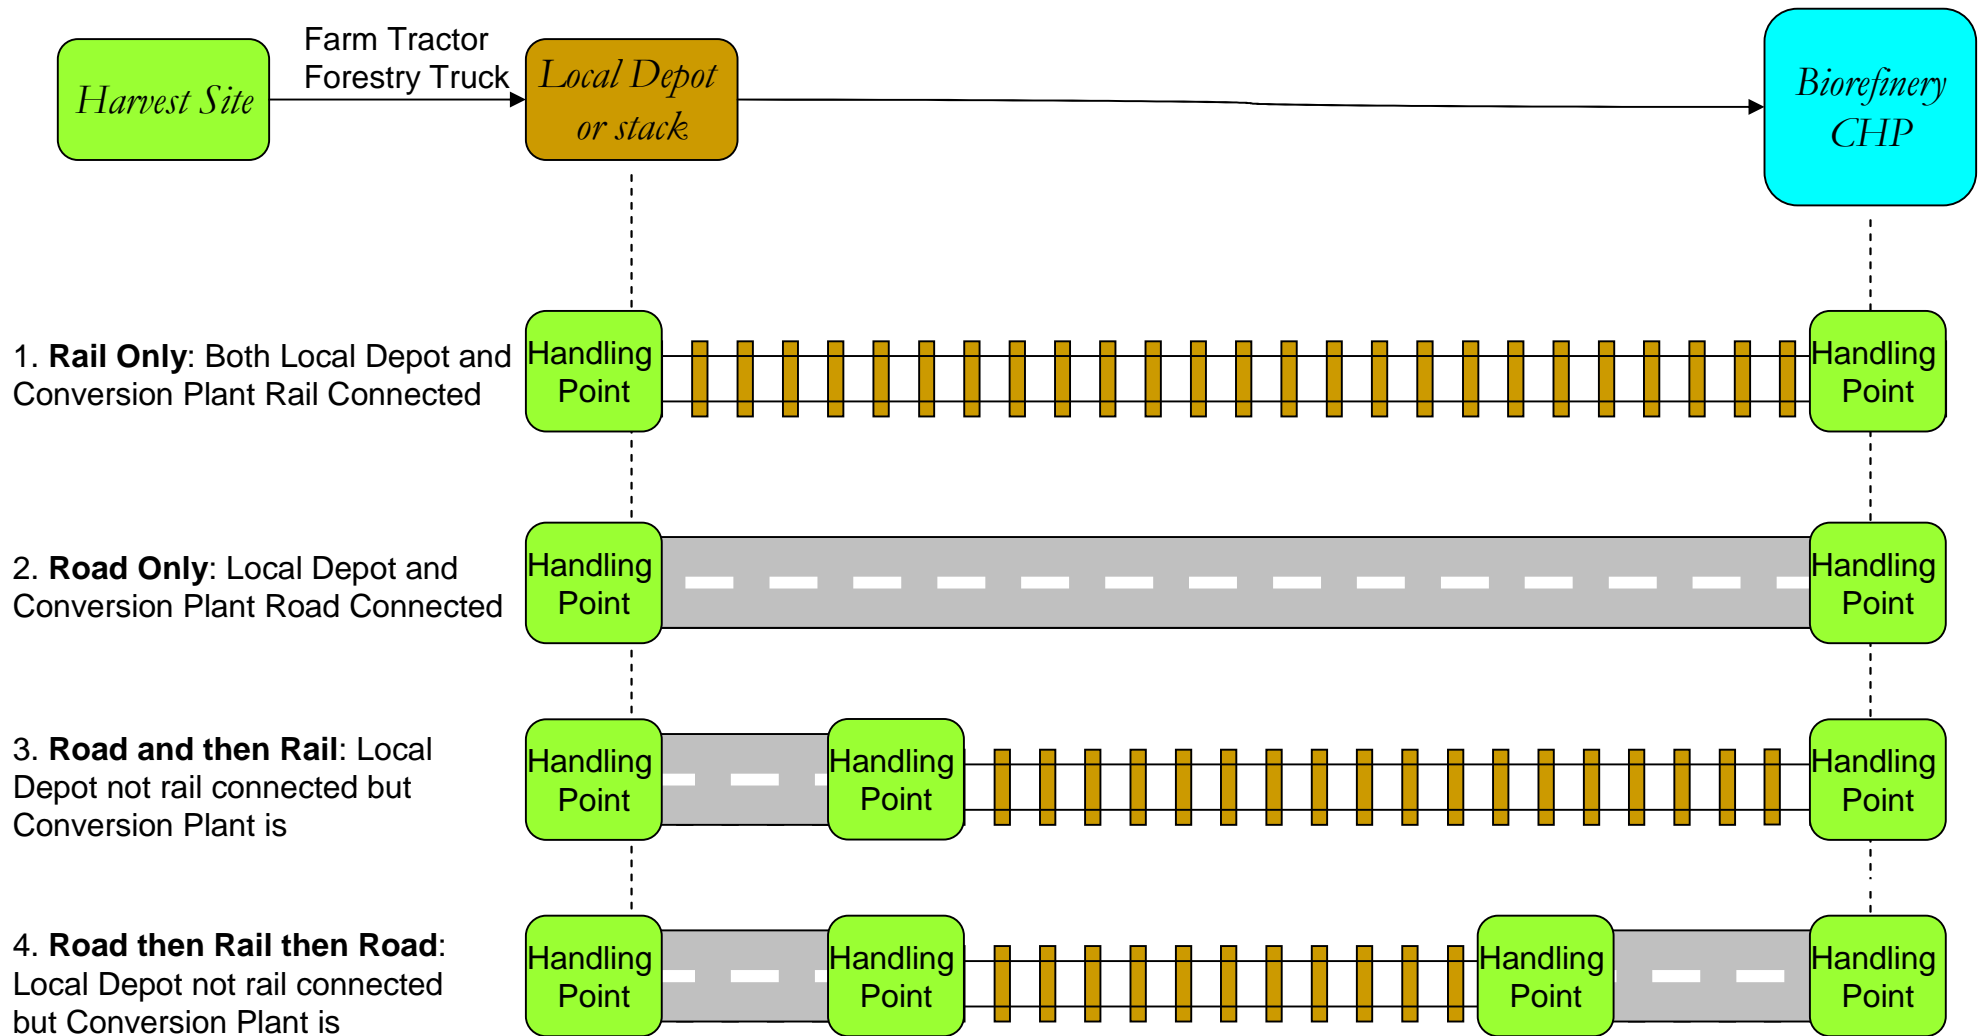 Farm Tractor
Forestry Truck
Harvest Site
Local Depot
or stack
Biorefinery
CHP
1. Rail Only: Both Local Depot and
Conversion Plant Rail Connected
Handling
Point
Handling
Point
2. Road Only: Local Depot and
Conversion Plant Road Connected
Handling
Point
Handling
Point
3. Road and then Rail: Local
Depot not rail connected but
Conversion Plant is
Handling
Point
Handling
Point
Handling
Point
4. Road then Rail then Road:
Local Depot not rail connected
but Conversion Plant is
Handling
Point
Handling
Point
Handling
Point
Handling
Point